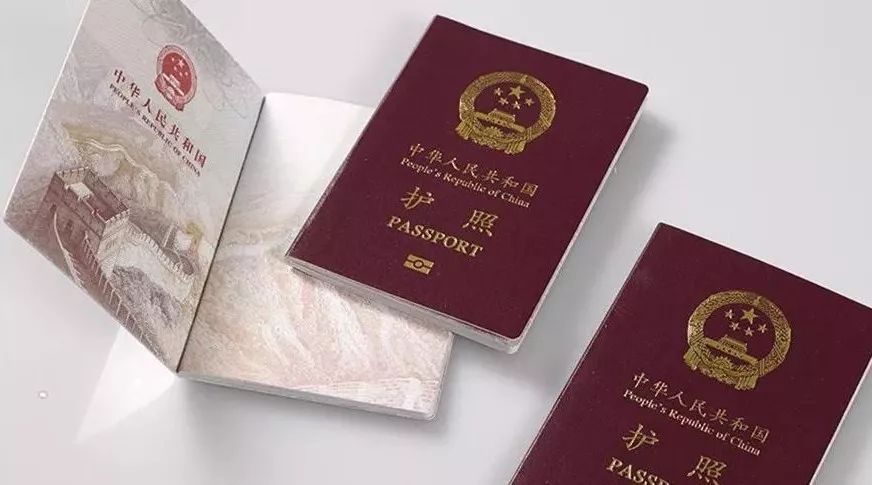 中华人民共和国
PEOPLE'S REPUBLIC OF CHINA
中华人民共和国
People's Republic of China
护照
PASSPORT
中华人民共和国
People's Republic of China
护照
PASSPORT